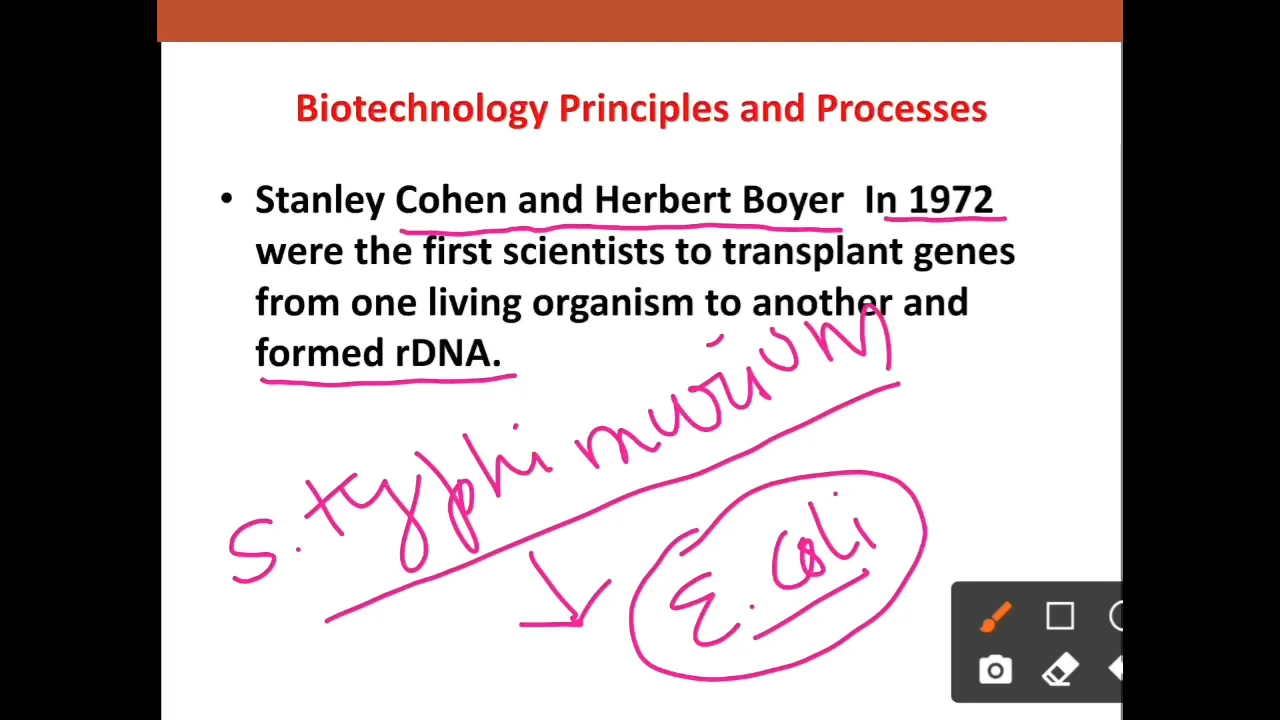 Biotechnology Principles and Processes
• Stanley Cohen and Herbert Boyer In 1972
were the first scientists to transplant genes
from one living organism to another and
formed rDNA.
S. typhimurium
E. coli